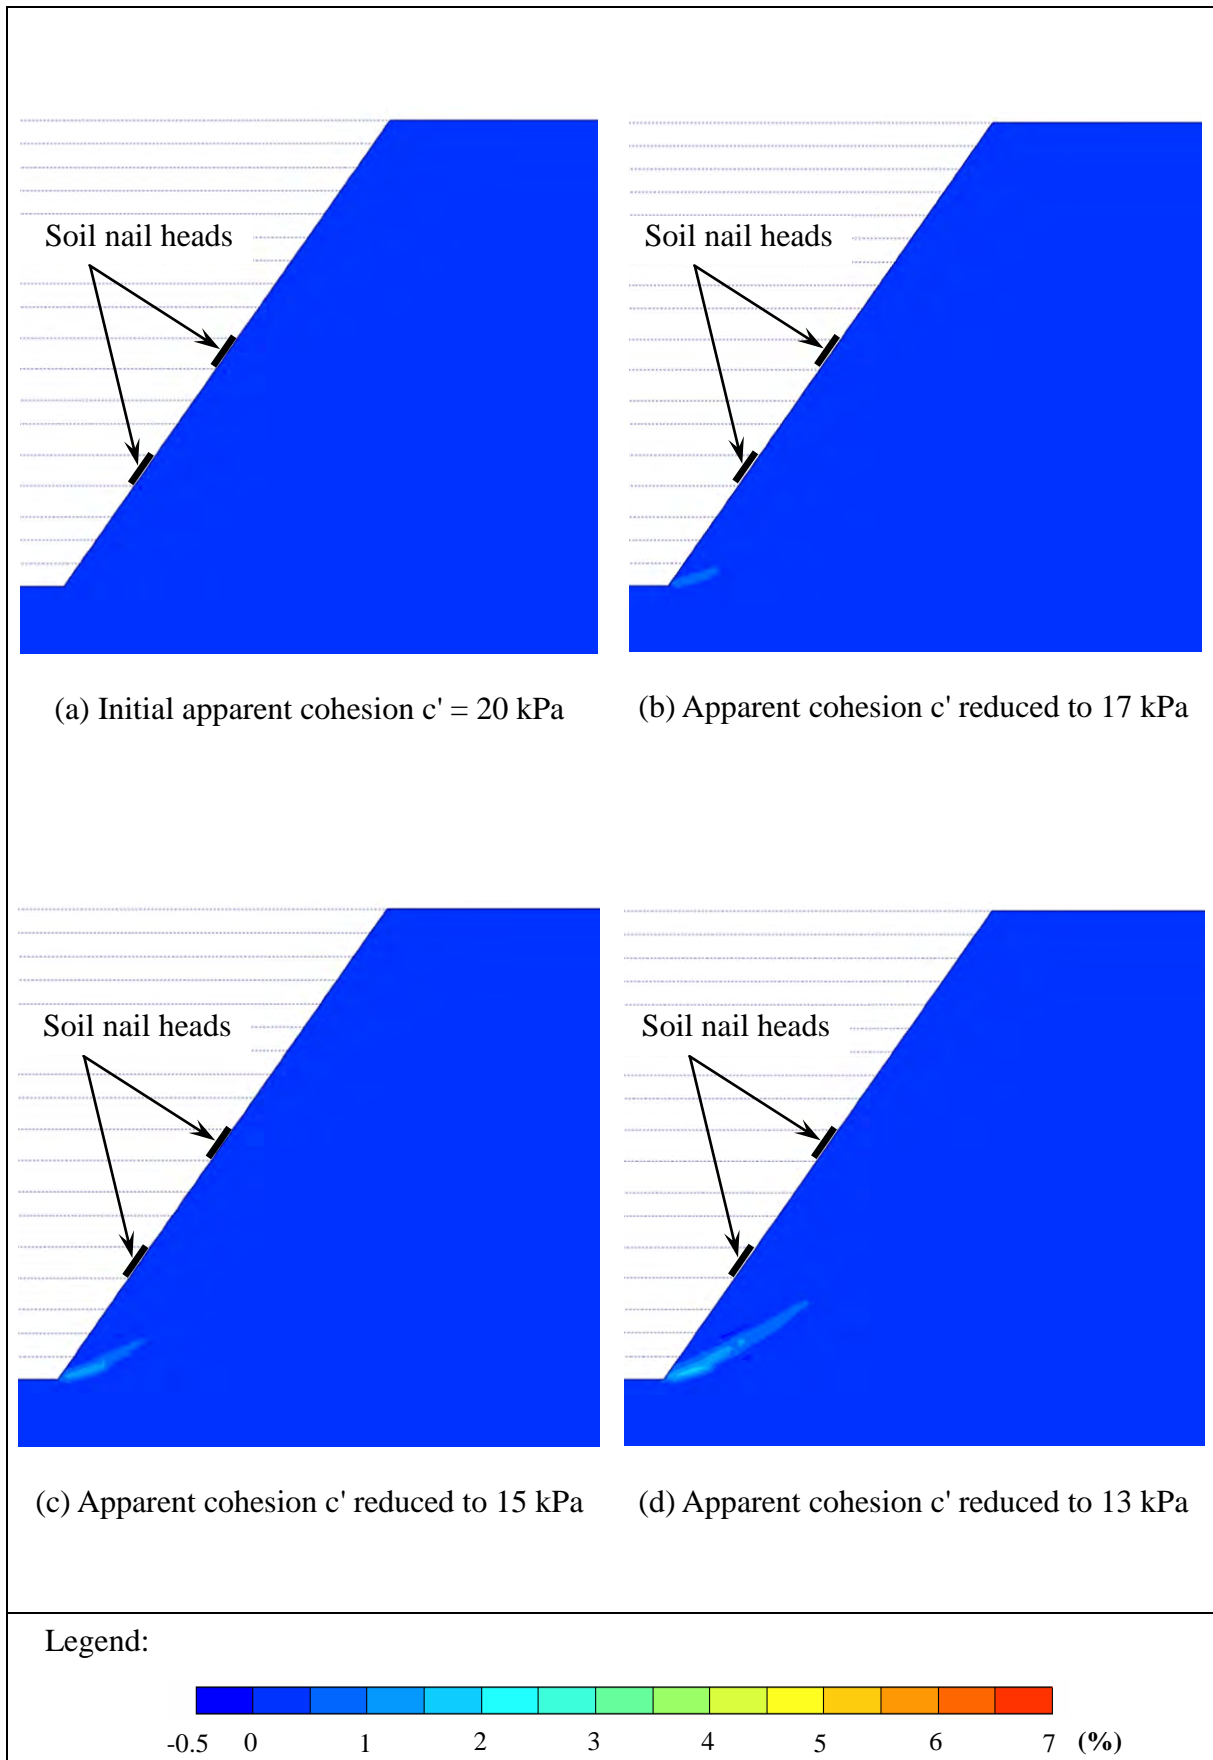 Soil nail heads
Soil nail heads
(a) Initial apparent cohesion c' = 20 kPa
(b) Apparent cohesion c' reduced to 17 kPa
Soil nail heads
Soil nail heads
(c) Apparent cohesion c' reduced to 15 kPa
(d) Apparent cohesion c' reduced to 13 kPa
Legend:
-0.5 0 1 2 3 4 5 6 7 (%)